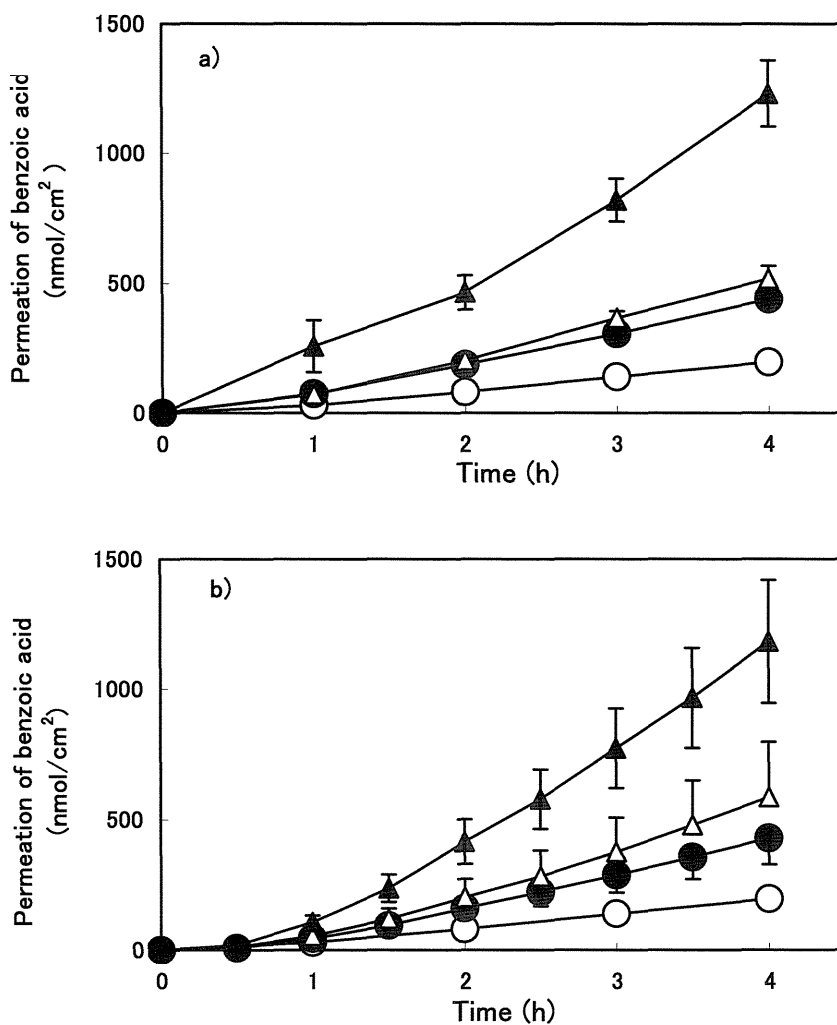 a)
1500
1000
500
0
Permeation of benzoic acid
(nmol/cm²)
0 1 2 3 4
Time (h)
b)
1500
1000
500
0
Permeation of benzoic acid
(nmol/cm²)
0 1 2 3 4
Time (h)